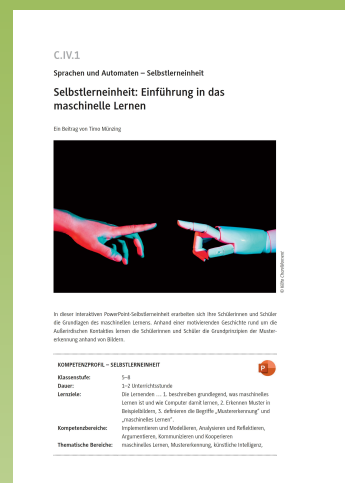 C.IV.1
Sprachen und Automaten – Selbstlerneinheit
Selbstlerneinheit: Einführung in das
maschinelle Lernen
Ein Beitrag von Timo Münzing
In dieser interaktiven PowerPoint-Selbstlerneinheit erarbeiten sich Ihre Schülerinnen und Schüler
die Grundlagen des maschinellen Lernens. Anhand einer motivierenden Geschichte rund um die
Außerirdischen Kontakties lernen die Schülerinnen und Schüler die Grundprinzipien der Muster-
erkennung anhand von Bildern.
KOMPETENZPROFIL – SELBSTLERNEINHEIT
P
Klassenstufe: 5–8
Dauer: 1–2 Unterrichtsstunde
Lernziele: Die Lernenden … 1. beschreiben grundlegend, was maschinelles
Lernen ist und wie Computer damit lernen, 2. Erkennen Muster in
Beispielbildern, 3. definieren die Begriffe „Mustererkennung“ und
„maschinelles Lernen“.
Kompetenzbereiche: Implementieren und Modellieren, Analysieren und Reflektieren,
Argumentieren, Kommunizieren und Kooperieren
Thematische Bereiche: maschinelles Lernen, Mustererkennung, künstliche Intelligenz,